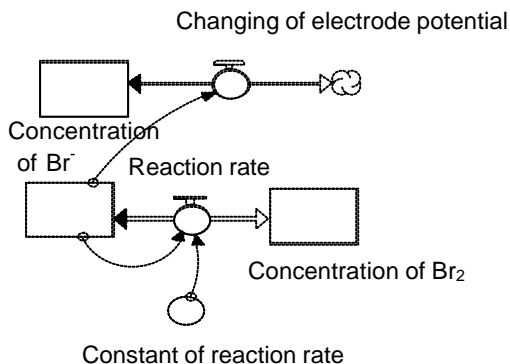 Changing of electrode potential
Concentration
of Br⁻
Reaction rate
Concentration of Br₂
Constant of reaction rate